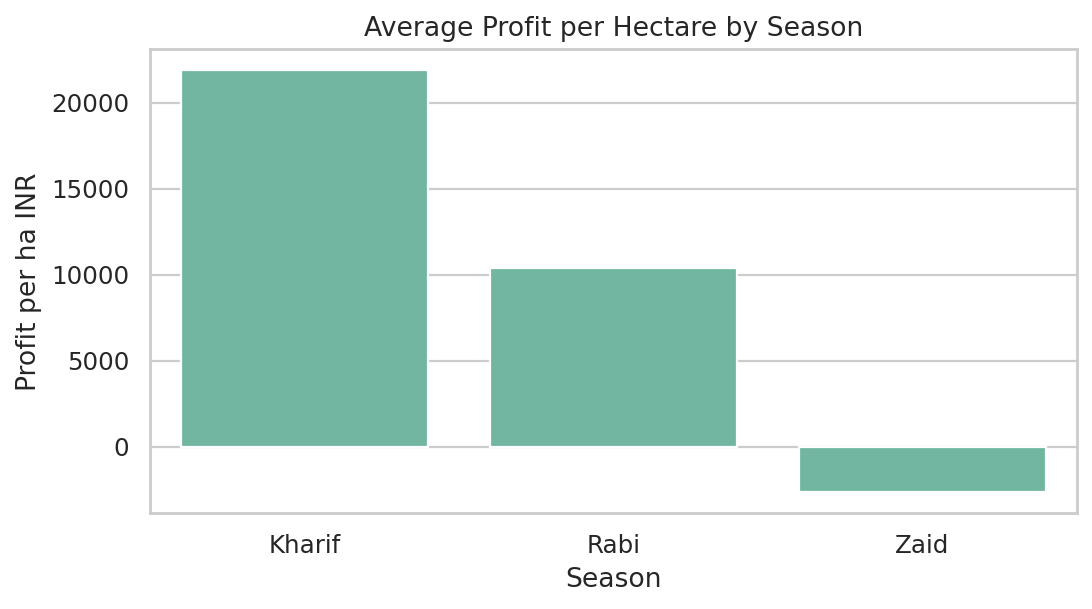 Average Profit per Hectare by Season
Profit per ha INR
20000
15000
10000
5000
0
Kharif
Rabi
Zaid
Season